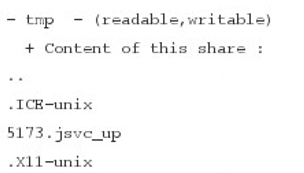 - tmp - (readable,writable)
+ Content of this share :
..
.ICE-unix
5173.jsvc_up
.X11-unix